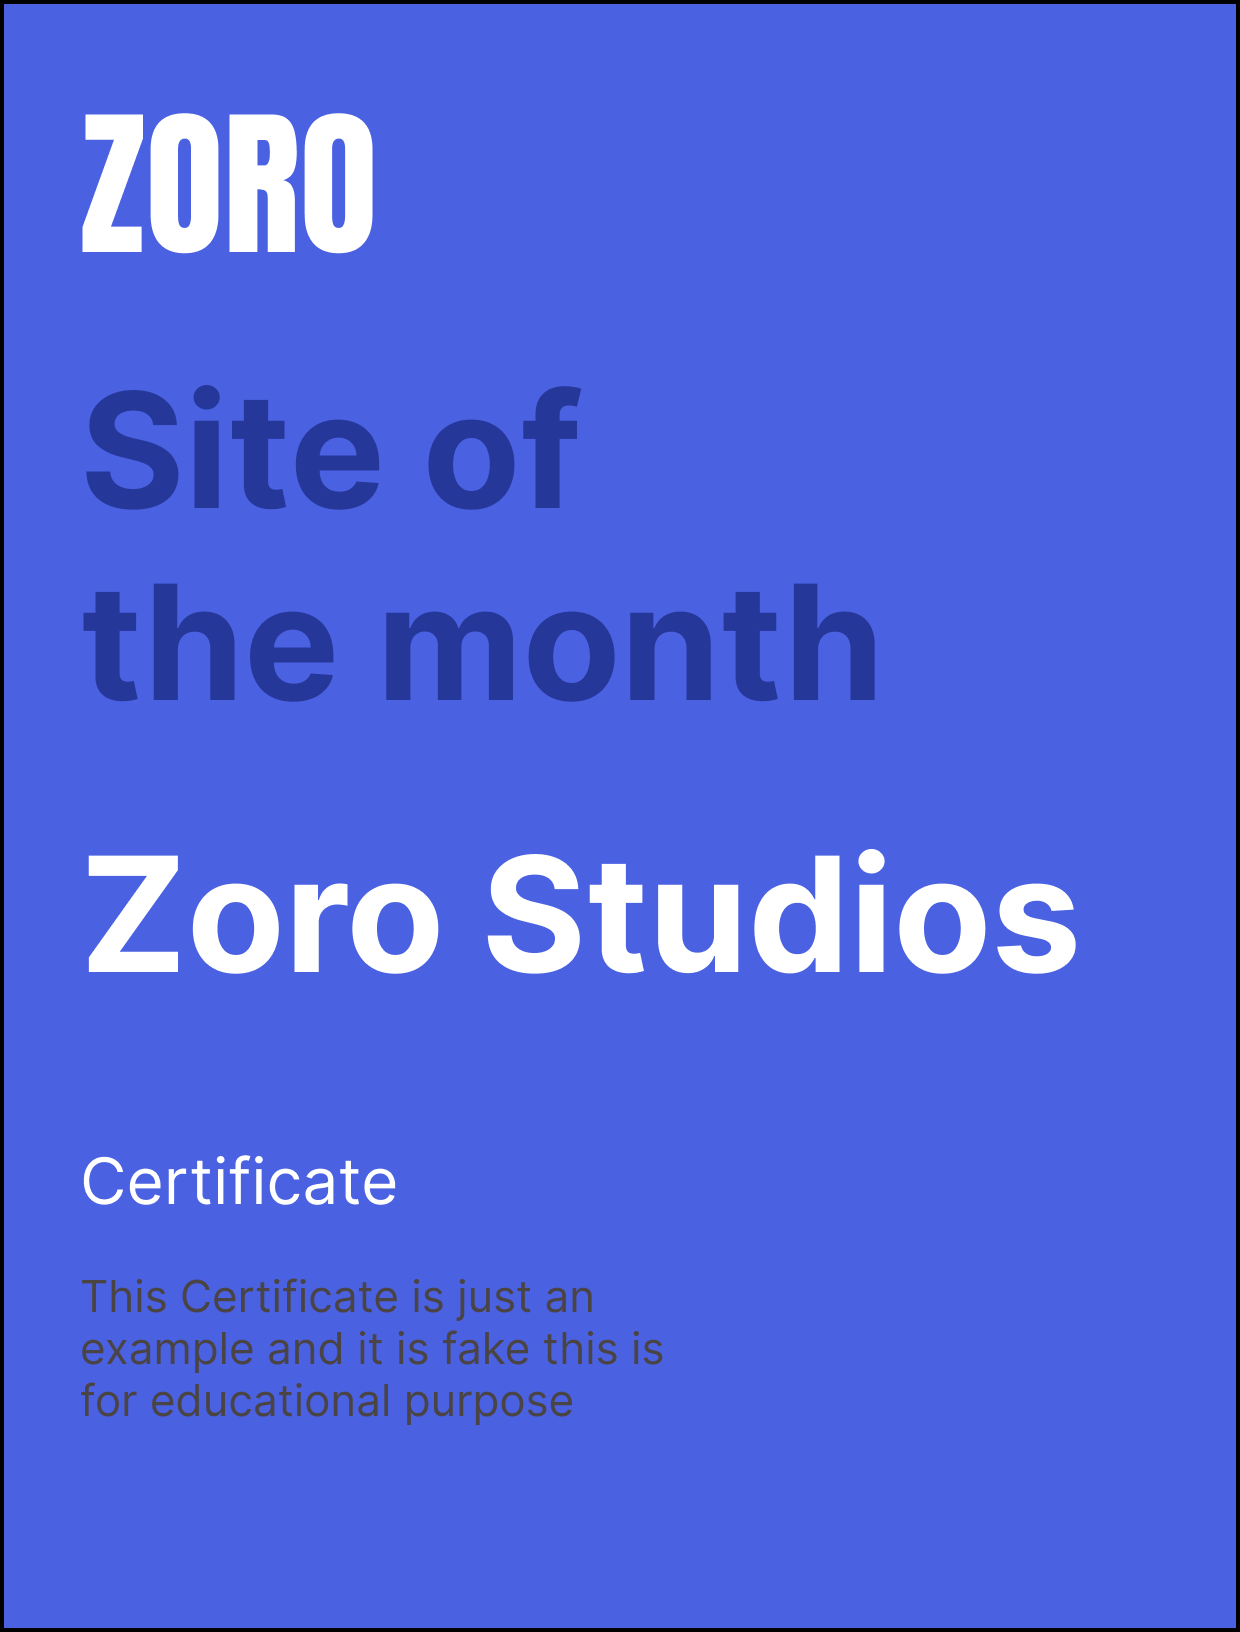 ZORO
Site of
the month
Zoro Studios
Certificate
This Certificate is just an
example and it is fake this is
for educational purpose